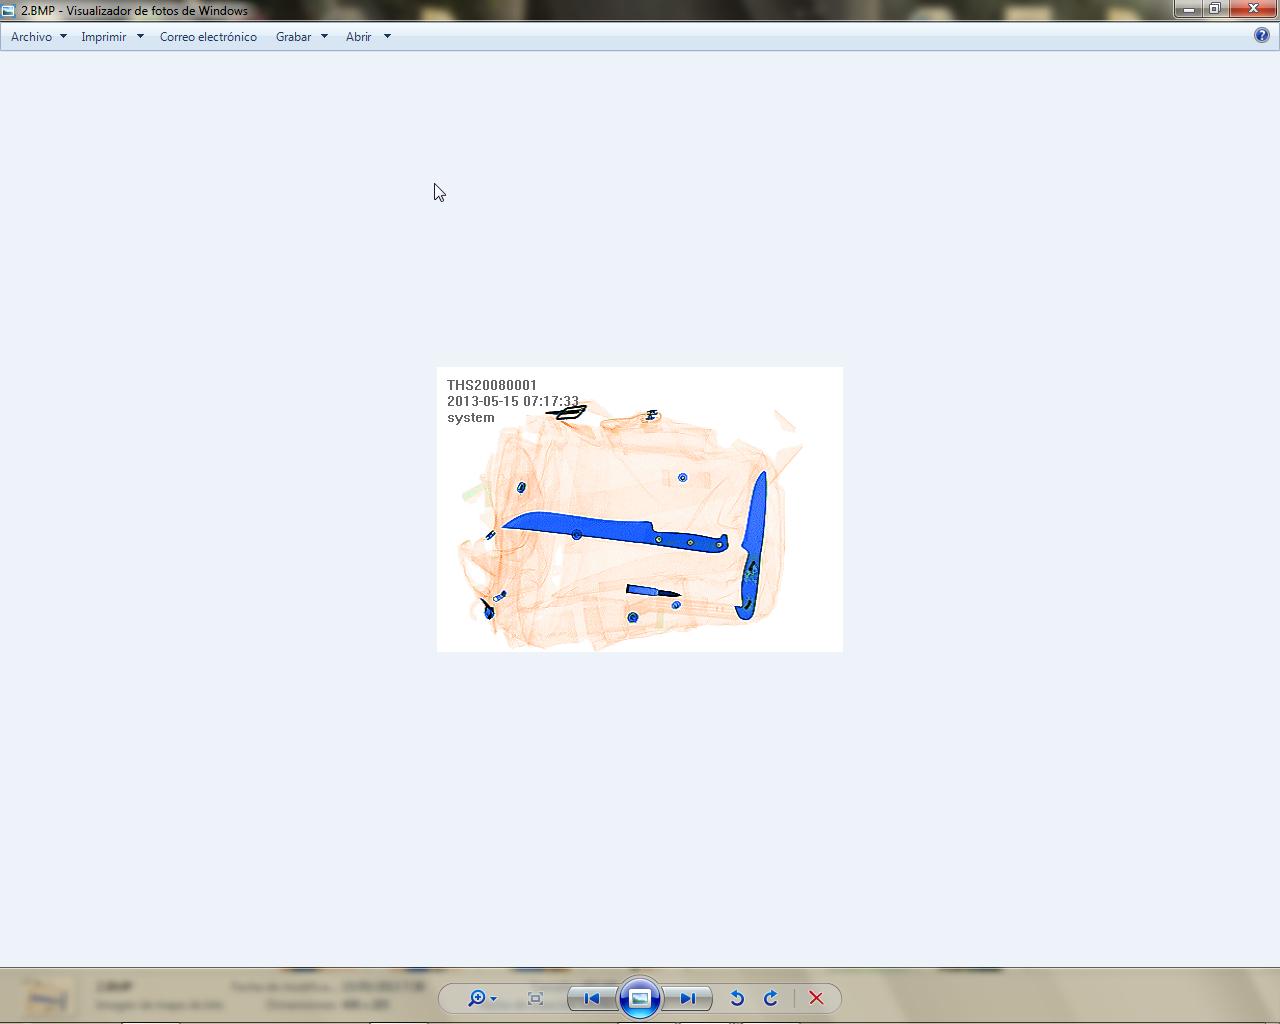 2.BMP - Visualizador de fotos de Windows
Archivo Imprimir Correo electrónico Grabar Abrir
THS20080001
2013-05-15 07:17:33
system
2.BMP